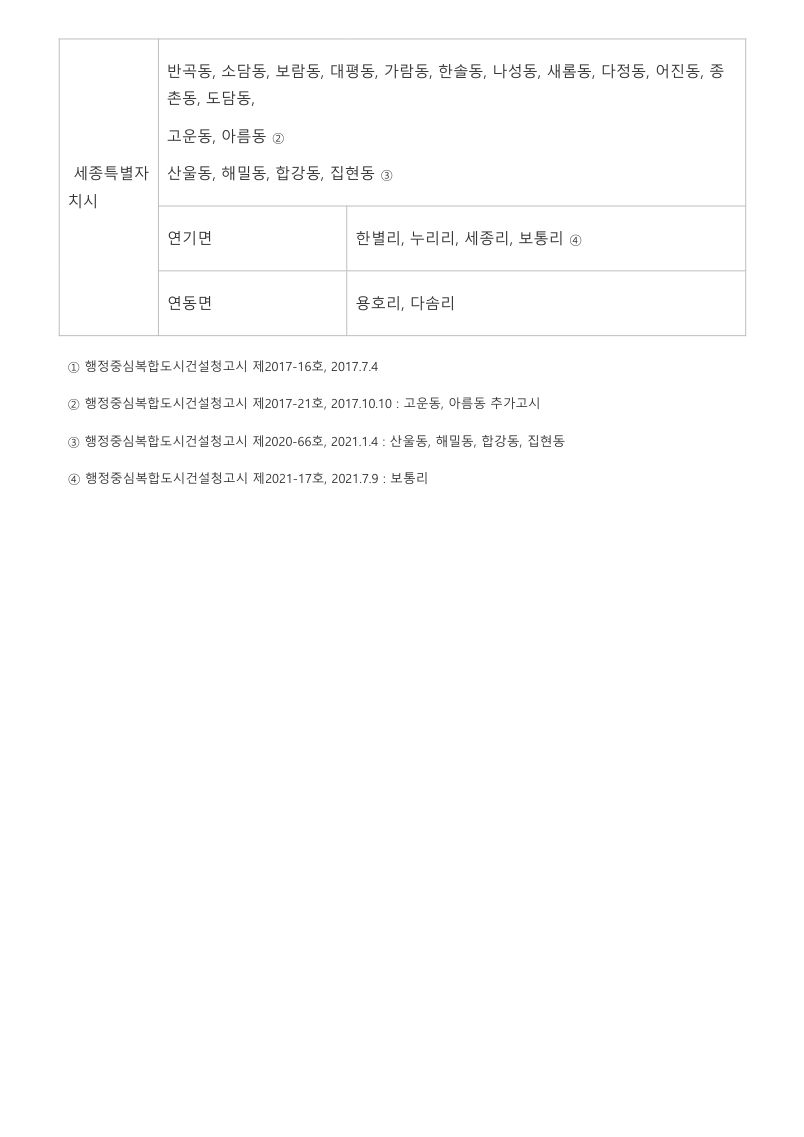 반곡동, 소담동, 보람동, 대평동, 가람동, 한솔동, 나성동, 새롬동, 다정동, 어진동, 종
촌동, 도담동,
고운동, 아름동 ②
세종특별자
치시
산울동, 해밀동, 합강동, 집현동 ③
연기면
한별리, 누리리, 세종리, 보통리 ④
연동면
용호리, 다솜리
① 행정중심복합도시건설청고시 제2017-16호, 2017.7.4
② 행정중심복합도시건설청고시 제2017-21호, 2017.10.10 : 고운동, 아름동 추가고시
③ 행정중심복합도시건설청고시 제2020-66호, 2021.1.4 : 산울동, 해밀동, 합강동, 집현동
④ 행정중심복합도시건설청고시 제2021-17호, 2021.7.9 : 보통리